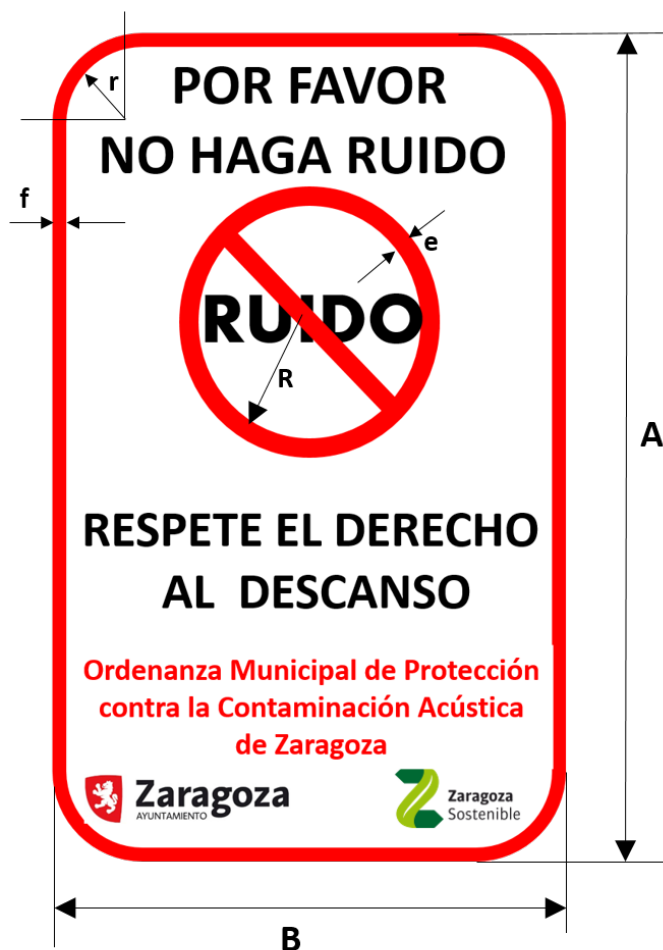 r
POR FAVOR
NO HAGA RUIDO
f
e
RUIDO
R
A
RESPETE EL DERECHO
AL DESCANSO
Ordenanza Municipal de Protección
contra la Contaminación Acústica
de Zaragoza
Zaragoza
AYUNTAMIENTO
Zaragoza
Sostenible
B